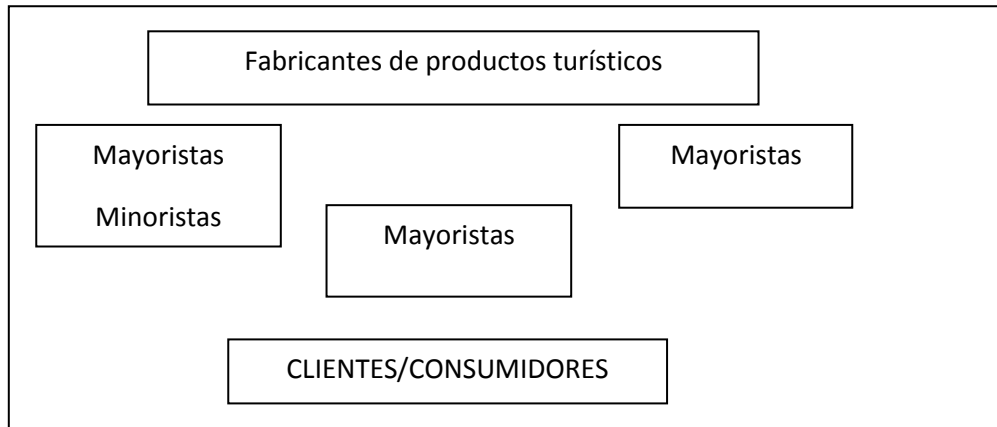 Fabricantes de productos turísticos
Mayoristas
Minoristas
Mayoristas
Mayoristas
CLIENTES/CONSUMIDORES